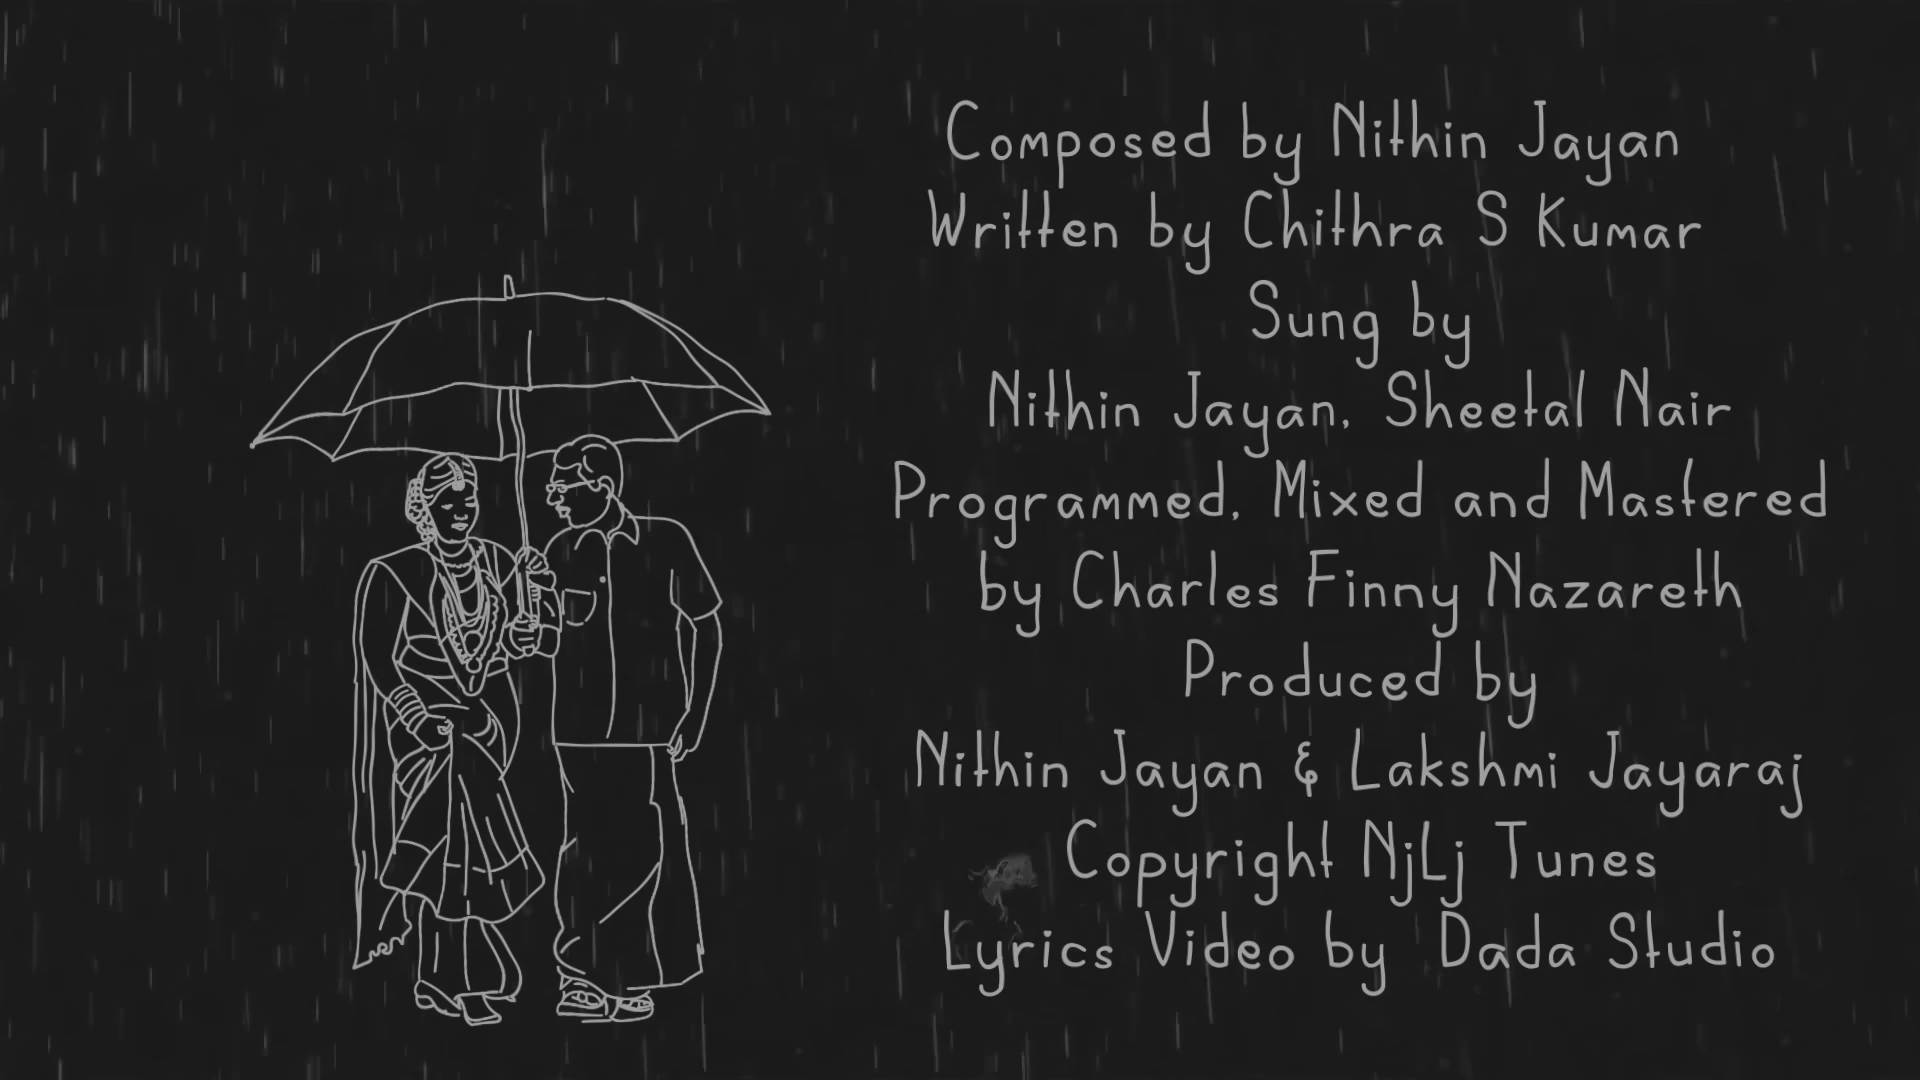 Composed by Nithin Jayan
Written by Chithra S Kumar
Sung by
Nithin Jayan, Sheetal Nair
Programmed, Mixed and Mastered
by Charles Finny Nazareth
Produced by
Nithin Jayan & Lakshmi Jayaraj
Copyright NjLj Tunes
Lyrics Video by Dada Studio